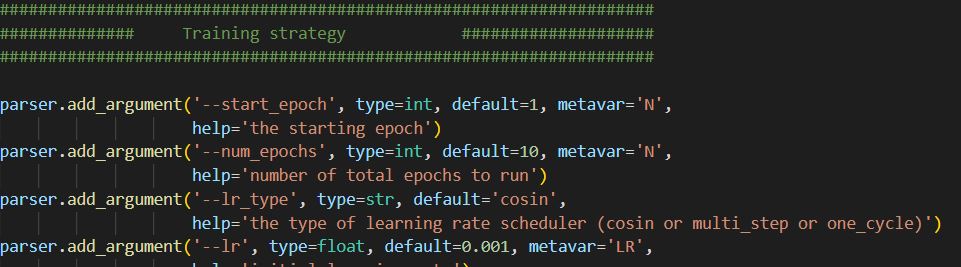 ####################################################################
##############     Training strategy            ####################
####################################################################
parser.add_argument('--start_epoch', type=int, default=1, metavar='N',
                    help='the starting epoch')
parser.add_argument('--num_epochs', type=int, default=10, metavar='N',
                    help='number of total epochs to run')
parser.add_argument('--lr_type', type=str, default='cosin',
                    help='the type of learning rate scheduler (cosin or multi_step or one_cycle)')
parser.add_argument('--lr', type=float, default=0.001, metavar='LR',